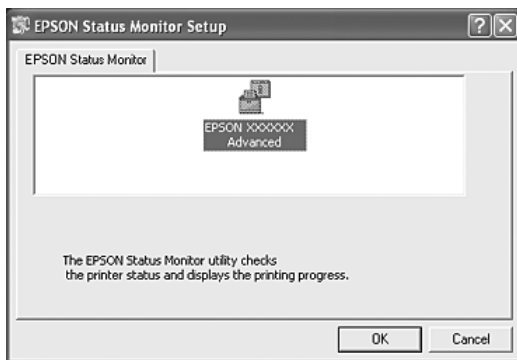 EPSON Status Monitor Setup
EPSON Status Monitor
EPSON XXXXXX
Advanced
The EPSON Status Monitor utility checks
the printer status and displays the printing progress.
OK Cancel